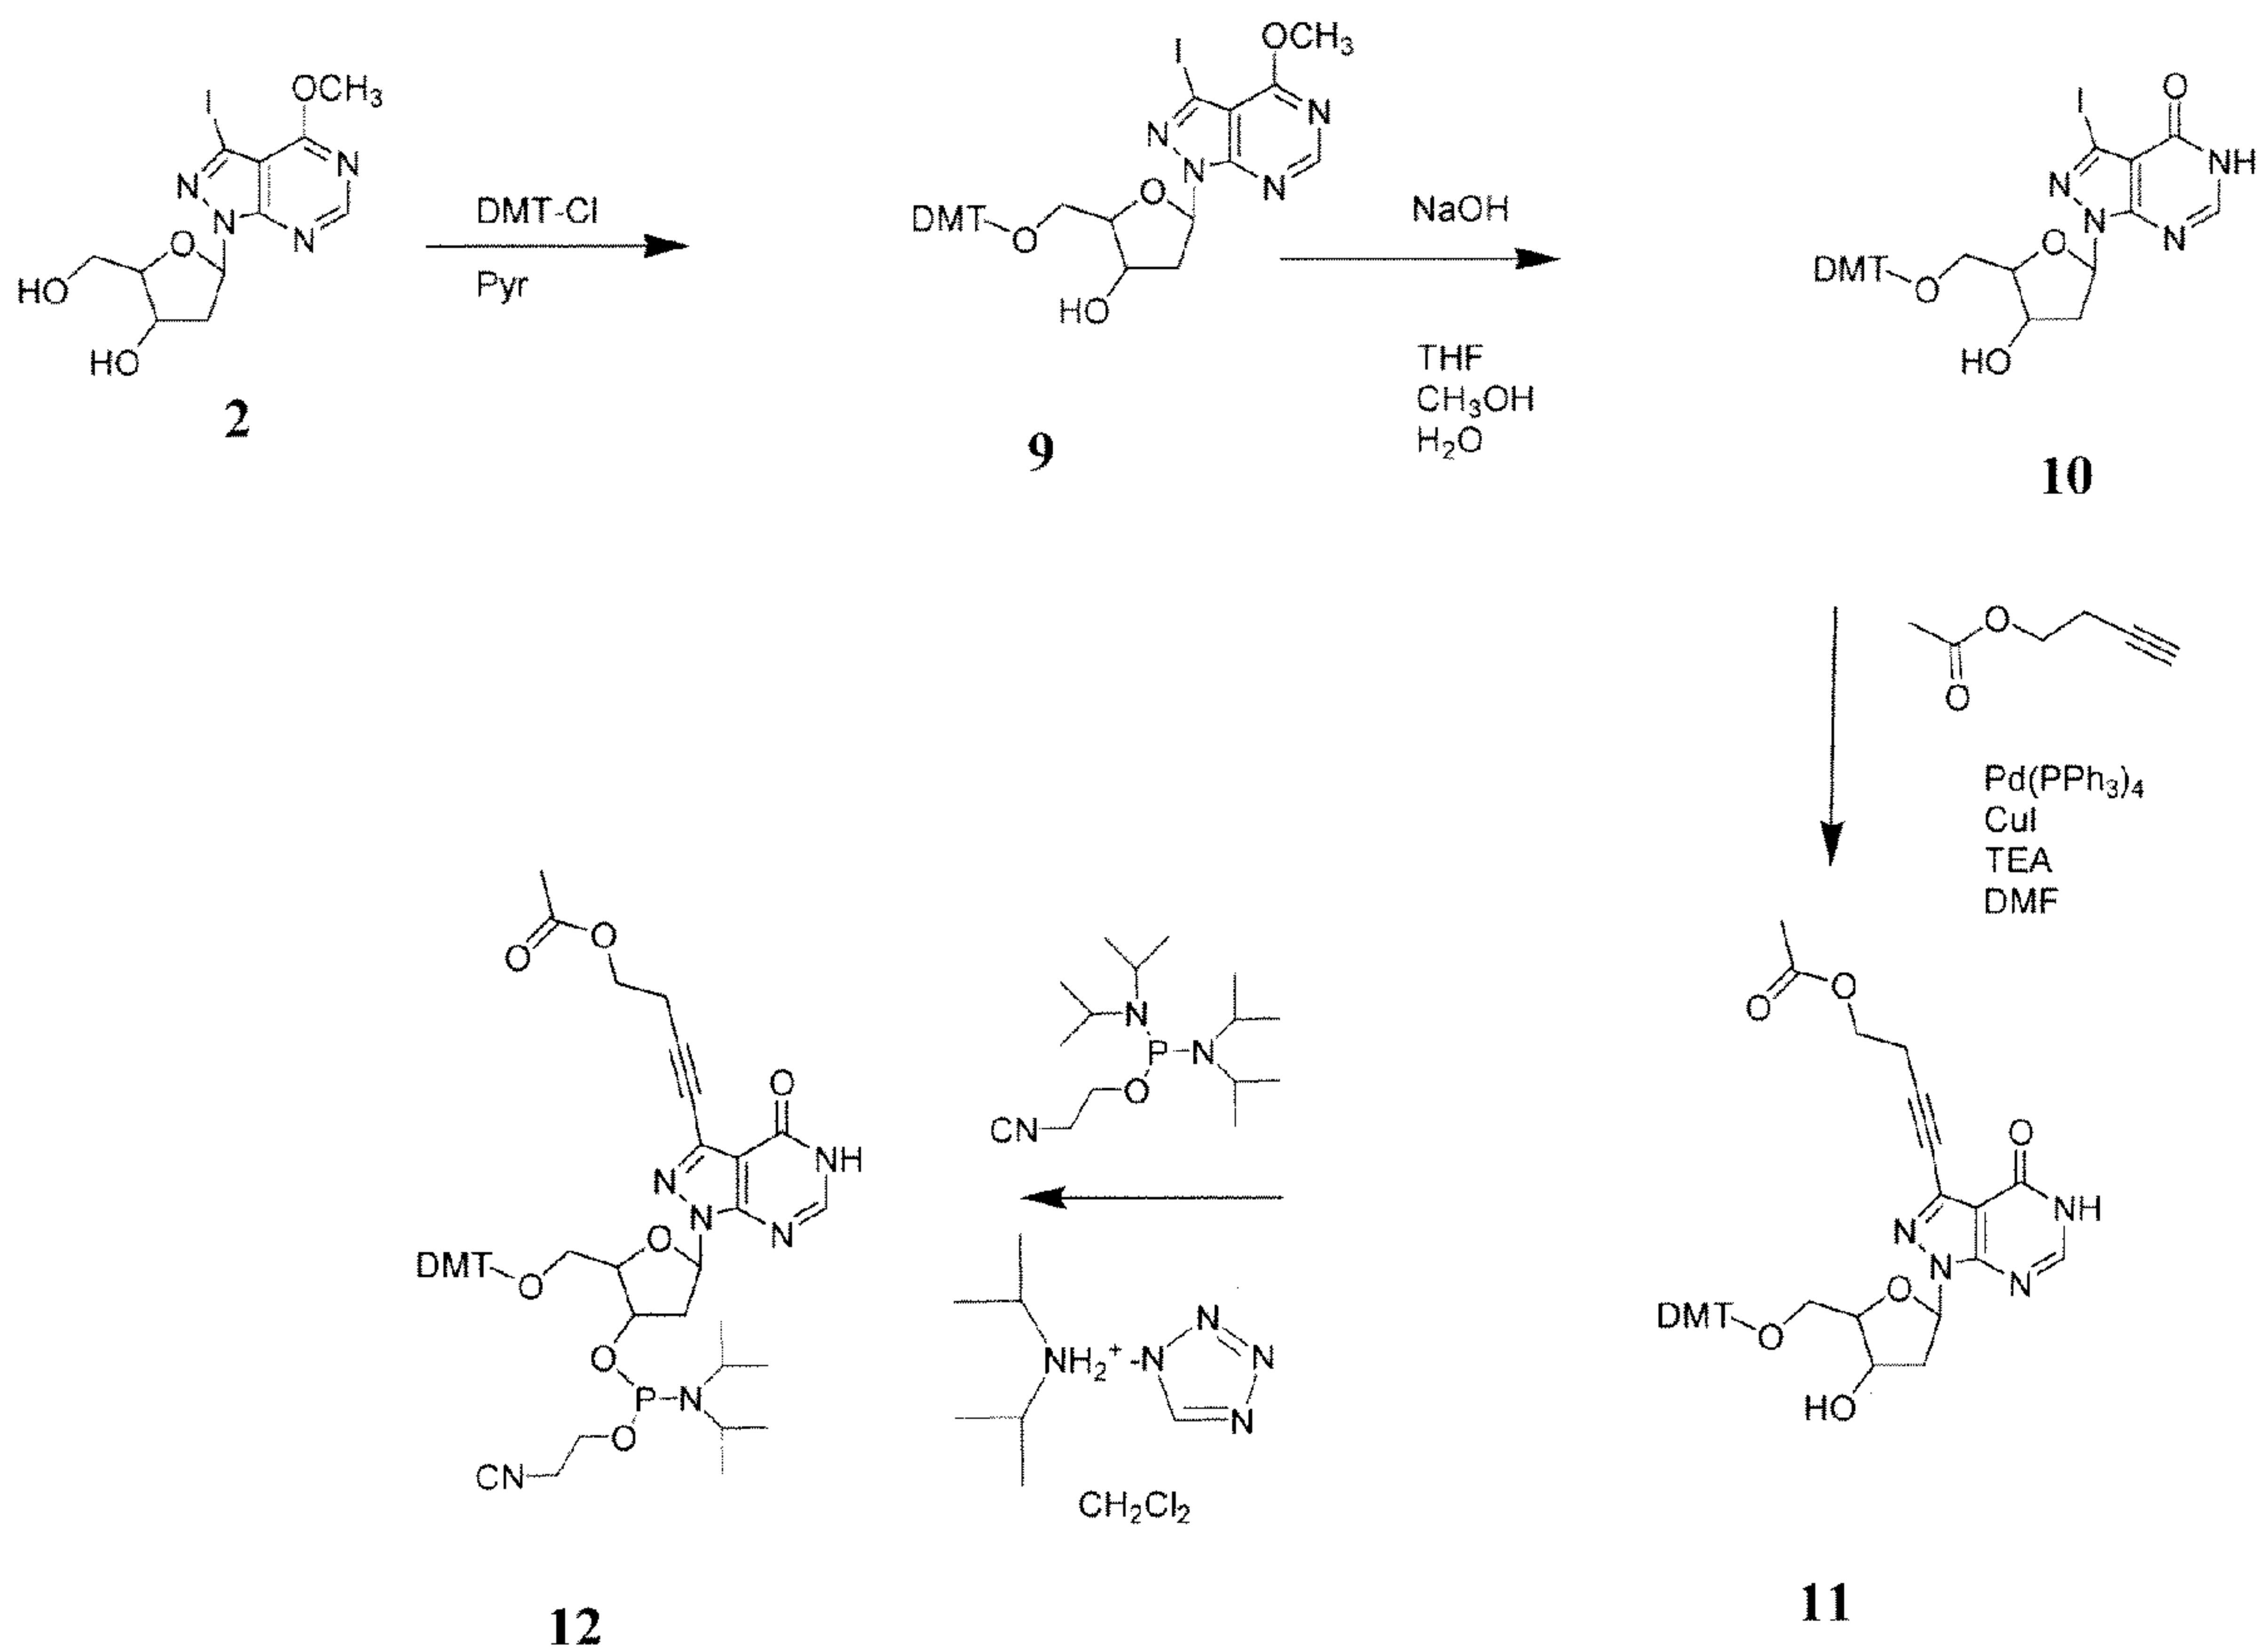 I
OCH3
N
N
N
N
O
HO
HO
2
DMT-Cl
Pyr
I
OCH3
N
N
N
N
O
DMT
O
HO
9
NaOH
THF
CH3OH
H2O
I
O
NH
N
N
N
O
DMT
O
HO
10
O
O
Pd(PPh3)4
CuI
TEA
DMF
O
O
O
NH
N
N
N
O
DMT
O
HO
11
N
P-N
O
CN
NH2+ -N
N
N
N
CH2Cl2
O
O
O
NH
N
N
N
O
DMT
O
O
P-N
O
CN
12